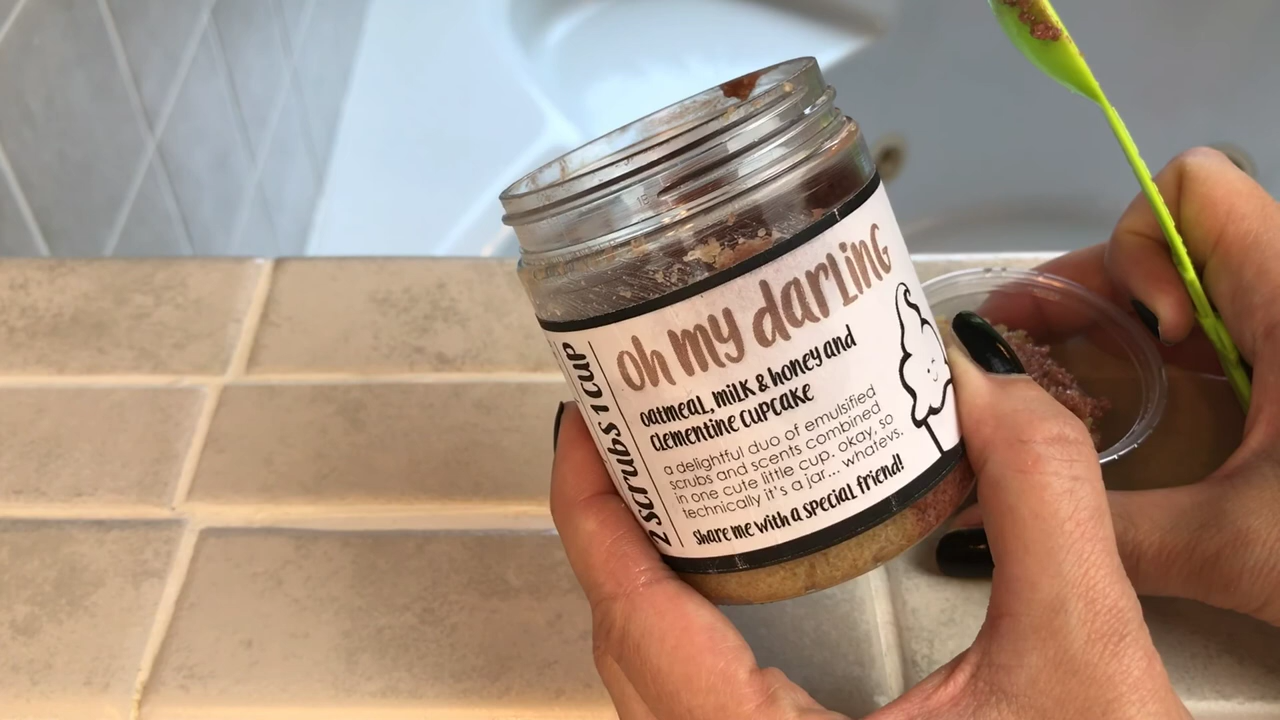 2 scrubs 1 cup
oh my darling
oatmeal, milk & honey and
clementine cupcake
a delightful duo of emulsified
scrubs and scents combined
in one cute little cup. okay, so
technically it's a jar... whatevs.
share me with a special friend!